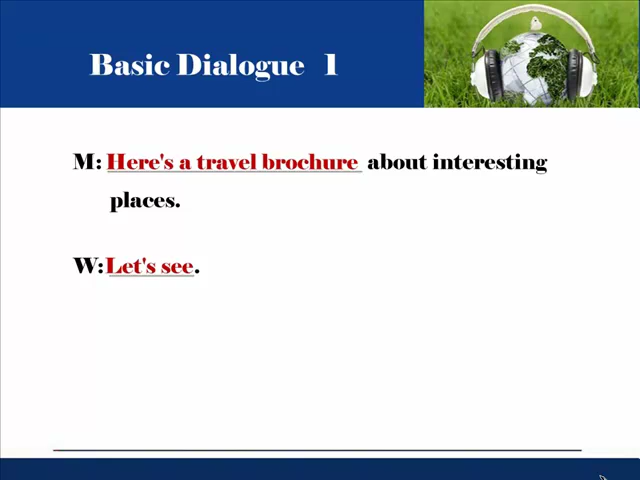 Basic Dialogue 1
M: Here's a travel brochure about interesting
places.
W:Let's see.